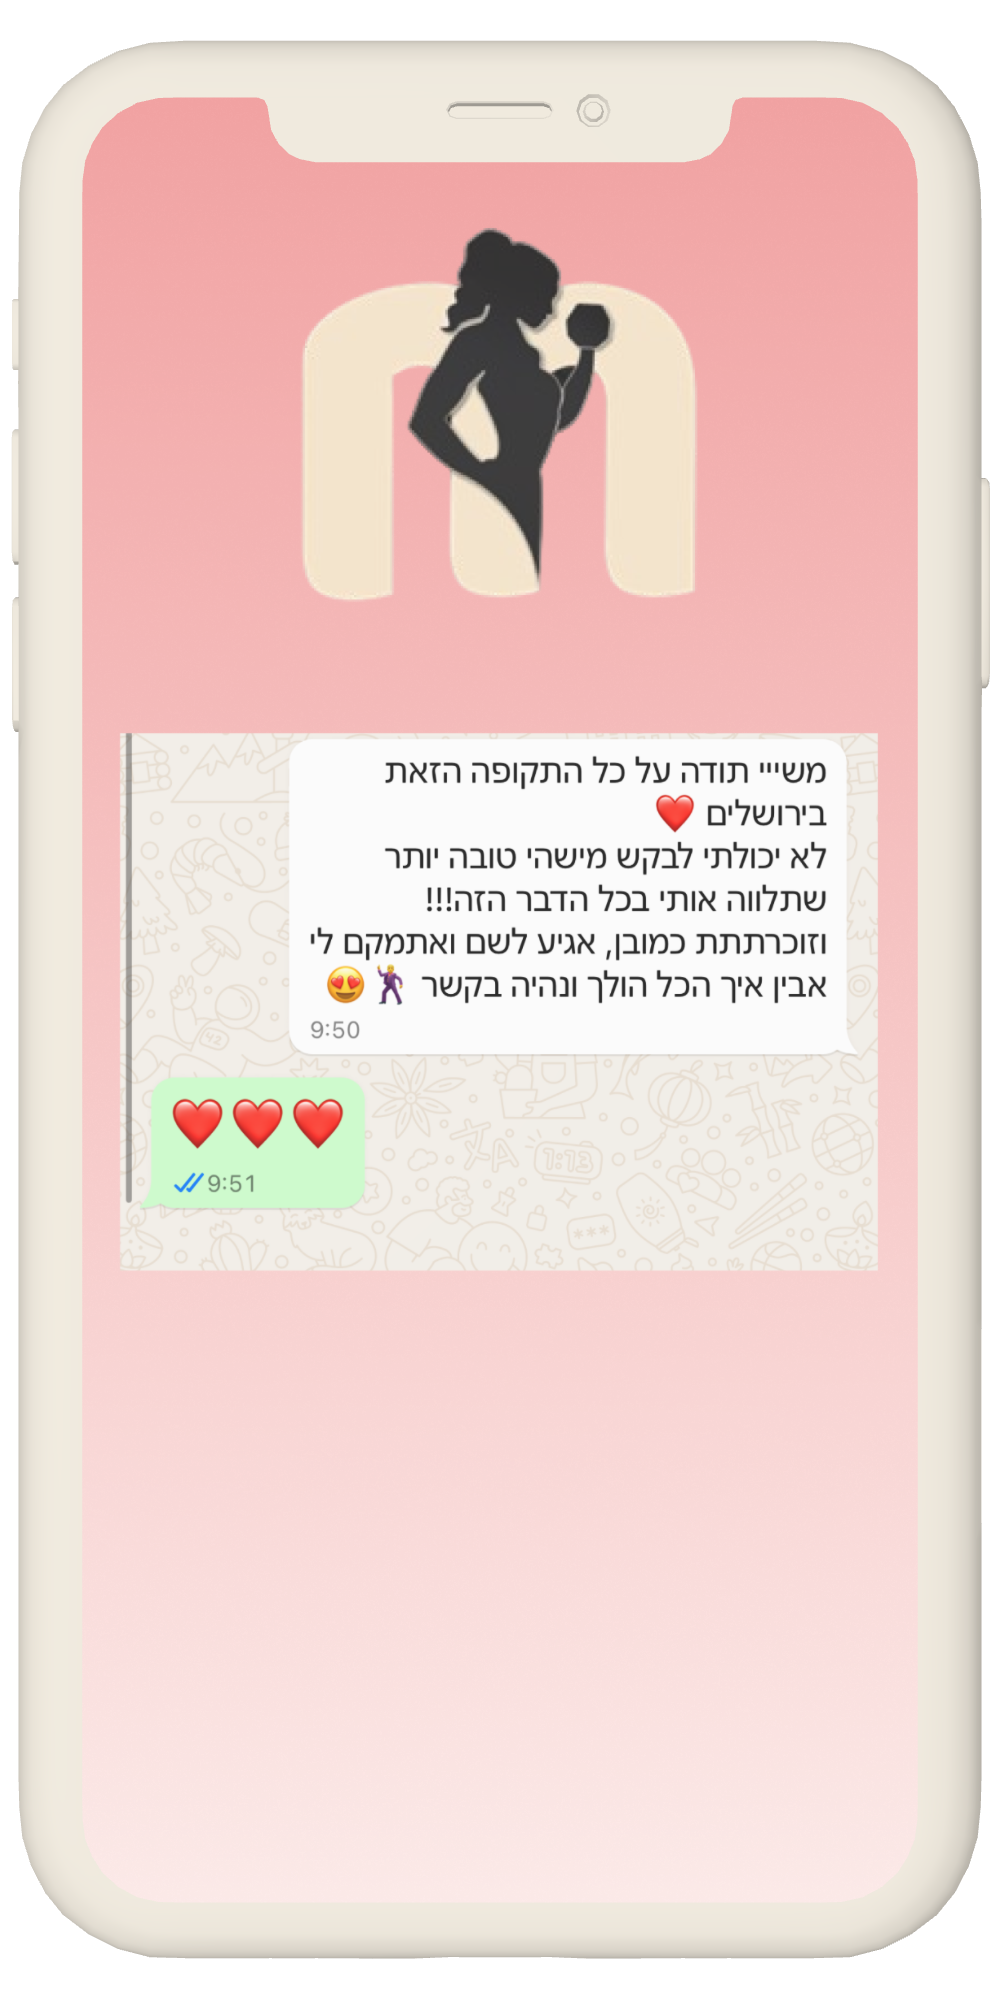 משייי תודה על כל התקופה הזאת
בירושלים ❤️
לא יכולתי לבקש מישהי טובה יותר
שתלווה אותי בכל הדבר הזה!!!
וזוכרתתת כמובן, אגיע לשם ואתמקם לי
אבין איך הכל הולך ונהיה בקשר 🕺😍
9:50
❤️❤️❤️
9:51